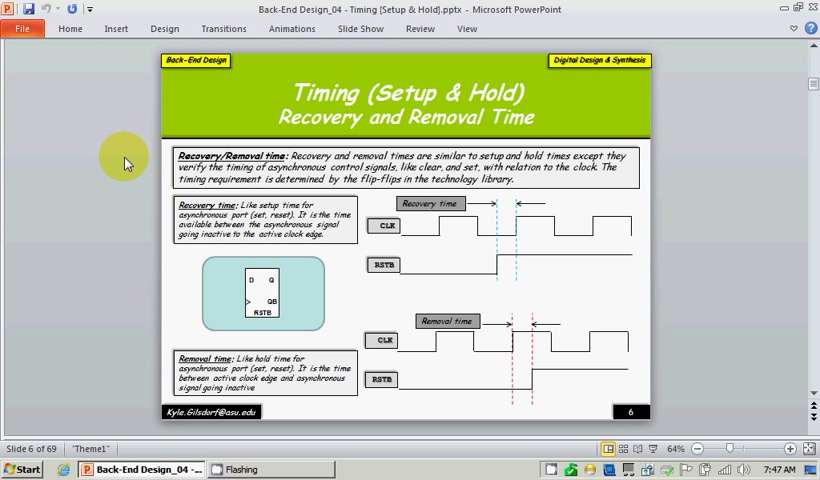 Back-End Design_04 - Timing [Setup & Hold].pptx - Microsoft PowerPoint
File Home Insert Design Transitions Animations Slide Show Review View
Back-End Design
Digital Design & Synthesis
Timing (Setup & Hold)
Recovery and Removal Time
Recovery/Removal time: Recovery and removal times are similar to setup and hold times except they
verify the timing of asynchronous control signals, like clear, and set, with relation to the clock. The
timing requirement is determined by the flip-flips in the technology library.
Recovery time: Like setup time for
asynchronous port (set, reset). It is the time
available between the asynchronous signal
going inactive to the active clock edge.
Recovery time
CLK
RSTB
D Q
QB
RSTB
Removal time
CLK
RSTB
Removal time: Like hold time for
asynchronous port (set, reset). It is the time
between active clock edge and asynchronous
signal going inactive
Kyle.Gilsdorf@asu.edu
6
Slide 6 of 69 "Theme1" 64%
Start Back-End Design_04 -... Flashing 7:47 AM